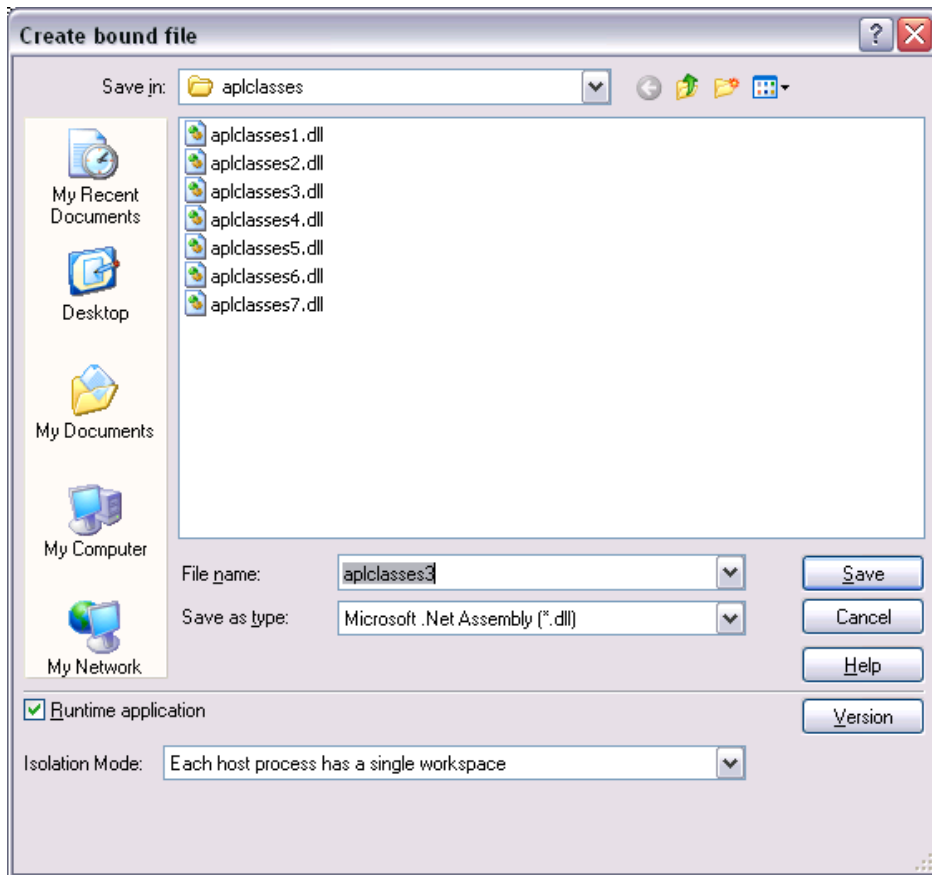 Create bound file
Save in: aplclasses
aplclasses1.dll
aplclasses2.dll
aplclasses3.dll
aplclasses4.dll
aplclasses5.dll
aplclasses6.dll
aplclasses7.dll
My Recent
Documents
Desktop
My Documents
My Computer
My Network
File name: aplclasses3 Save
Save as type: Microsoft .Net Assembly (*.dll) Cancel
Help
Runtime application Version
Isolation Mode: Each host process has a single workspace